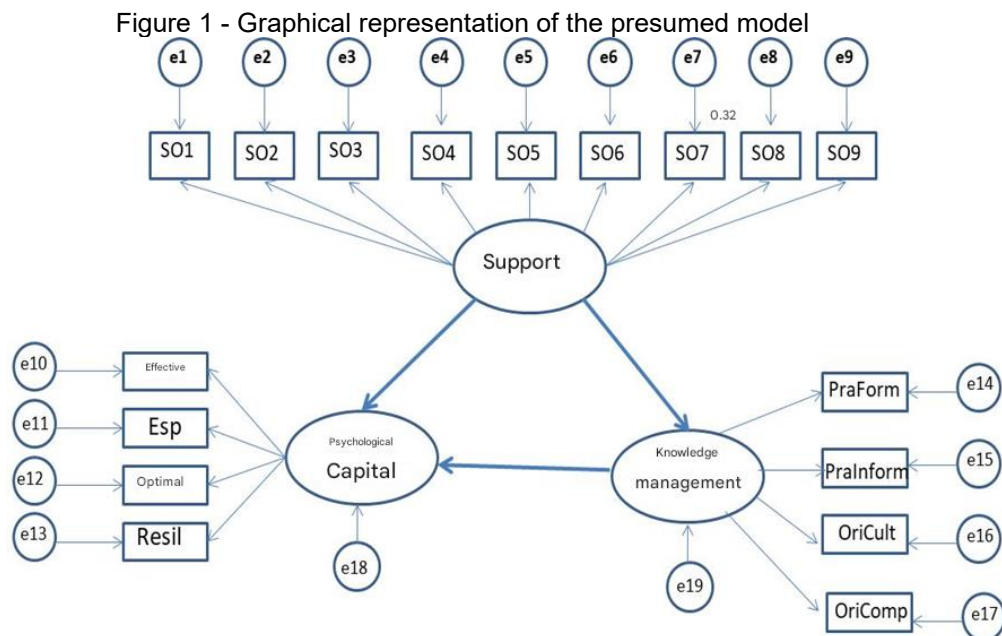 Figure 1 - Graphical representation of the presumed model
e1 e2 e3 e4 e5 e6 e7 e8 e9
0.32
SO1 SO2 SO3 SO4 SO5 SO6 SO7 SO8 SO9
Support
e10 Effective
e11 Esp
e12 Optimal
e13 Resil
Psychological
Capital
e18
Knowledge
management
e19
PraForm e14
PraInform e15
OriCult e16
OriComp e17